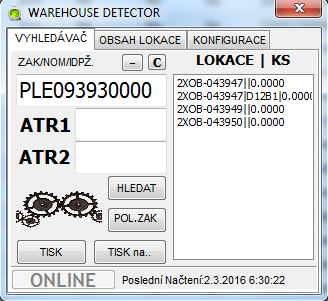 WAREHOUSE DETECTOR
VYHLEDÁVAČ
OBSAH LOKACE
KONFIGURACE
ZAK/NOM/IDPŽ.
–
C
LOKACE | KS
PLE093930000
2XOB-043947||0.0000
2XOB-043947|D12B1|0.0000
2XOB-043949||0.0000
2XOB-043950||0.0000
ATR1
ATR2
HLEDAT
POL.ZAK
TISK
TISK na..
ONLINE
Poslední Načtení:2.3.2016 6:30:22